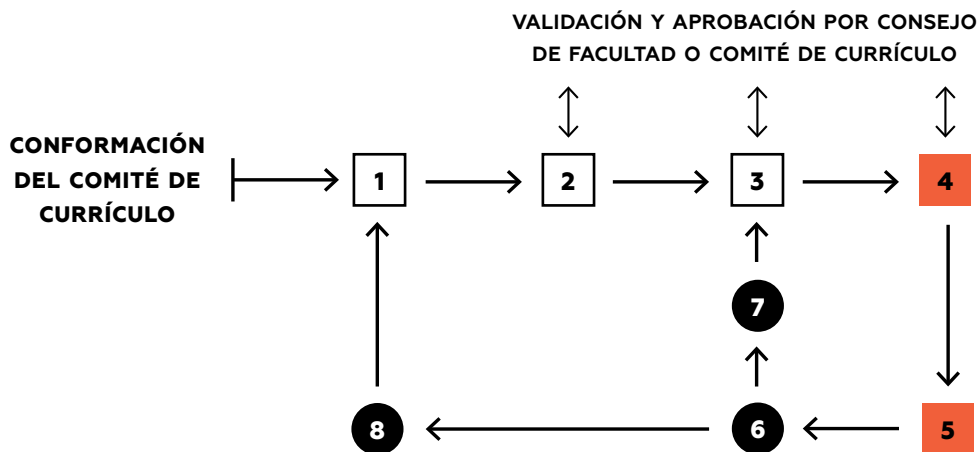 VALIDACIÓN Y APROBACIÓN POR CONSEJO
DE FACULTAD O COMITÉ DE CURRÍCULO
CONFORMACIÓN
DEL COMITÉ DE
CURRÍCULO
1
2
3
4
7
8
6
5